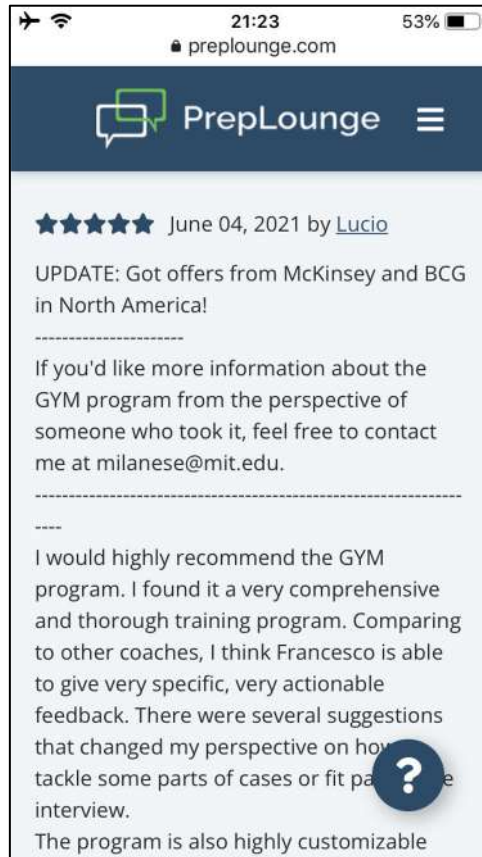 21:23
53%
preplounge.com
PrepLounge
★★★★★ June 04, 2021 by Lucio
UPDATE: Got offers from McKinsey and BCG
in North America!
----------------------
If you'd like more information about the
GYM program from the perspective of
someone who took it, feel free to contact
me at milanese@mit.edu.
---------------------------------------------------------------
----
I would highly recommend the GYM
program. I found it a very comprehensive
and thorough training program. Comparing
to other coaches, I think Francesco is able
to give very specific, very actionable
feedback. There were several suggestions
that changed my perspective on
tackle some parts of cases or fit
?
interview.
The program is also highly customizable